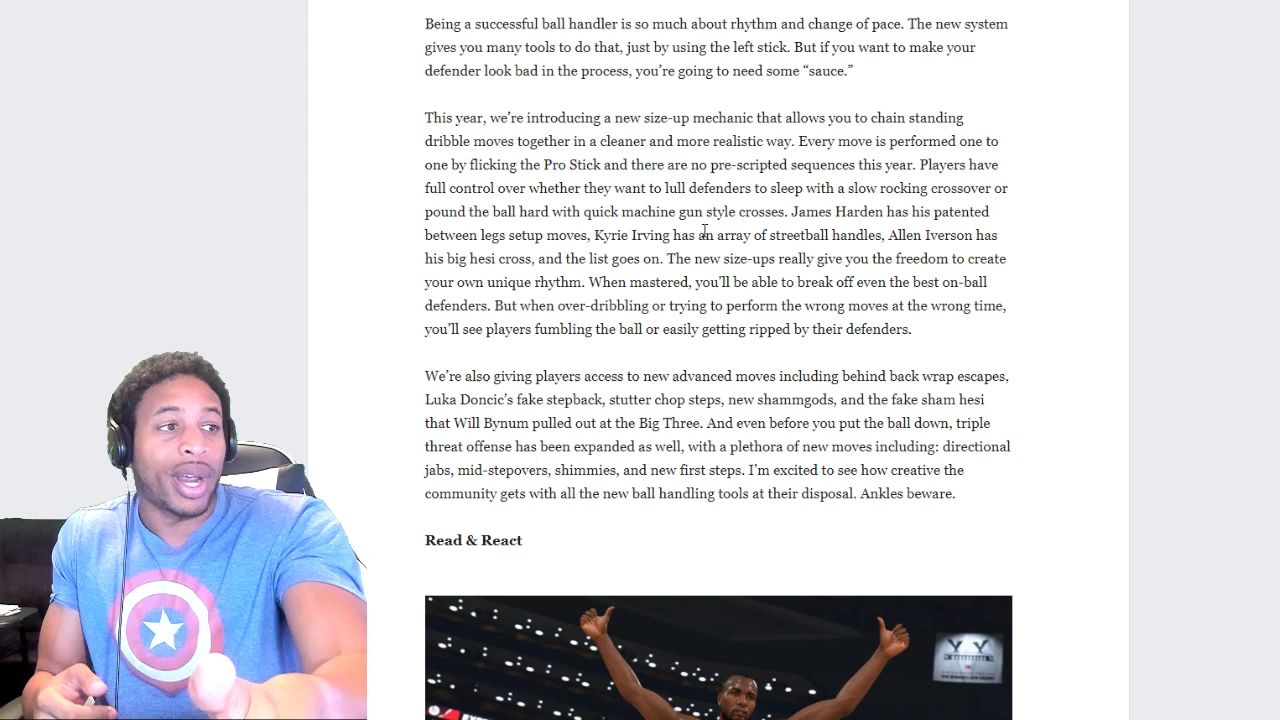 Being a successful ball handler is so much about rhythm and change of pace. The new system
gives you many tools to do that, just by using the left stick. But if you want to make your
defender look bad in the process, you’re going to need some “sauce.”
This year, we’re introducing a new size-up mechanic that allows you to chain standing
dribble moves together in a cleaner and more realistic way. Every move is performed one to
one by flicking the Pro Stick and there are no pre-scripted sequences this year. Players have
full control over whether they want to lull defenders to sleep with a slow rocking crossover or
pound the ball hard with quick machine gun style crosses. James Harden has his patented
between legs setup moves, Kyrie Irving has an array of streetball handles, Allen Iverson has
his big hesi cross, and the list goes on. The new size-ups really give you the freedom to create
your own unique rhythm. When mastered, you’ll be able to break off even the best on-ball
defenders. But when over-dribbling or trying to perform the wrong moves at the wrong time,
you’ll see players fumbling the ball or easily getting ripped by their defenders.
We’re also giving players access to new advanced moves including behind back wrap escapes,
Luka Doncic’s fake stepback, stutter chop steps, new shammgods, and the fake sham hesi
that Will Bynum pulled out at the Big Three. And even before you put the ball down, triple
threat offense has been expanded as well, with a plethora of new moves including: directional
jabs, mid-stepovers, shimmies, and new first steps. I’m excited to see how creative the
community gets with all the new ball handling tools at their disposal. Ankles beware.
Read & React